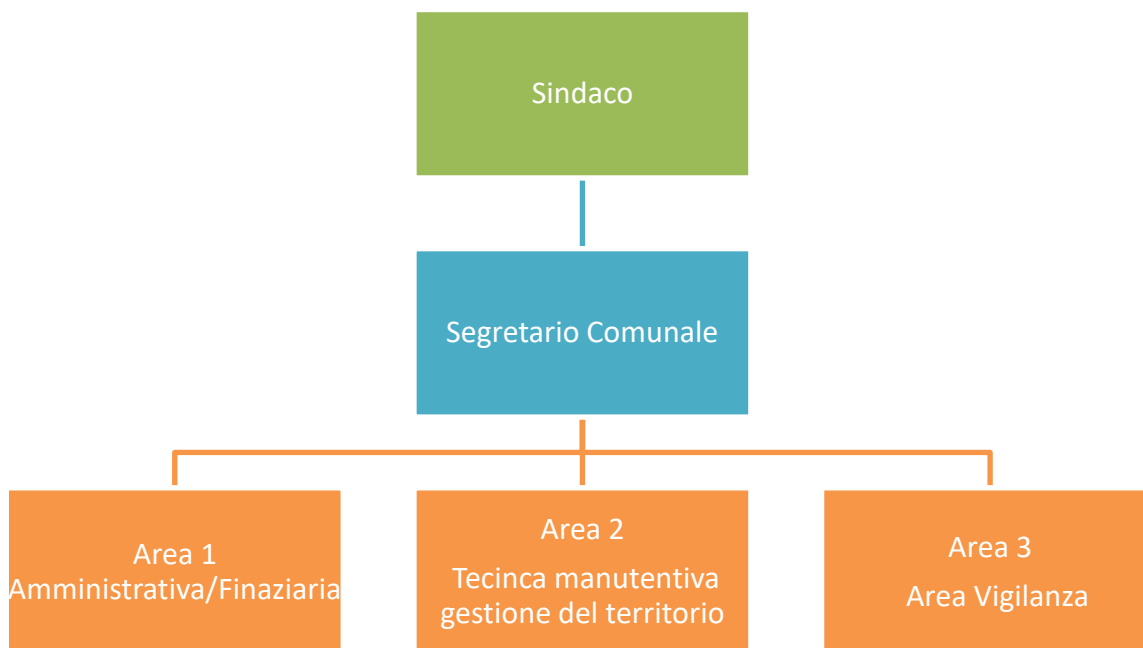 Sindaco
Segretario Comunale
Area 1
Amministrativa/Finaziaria
Area 2
Tecinca manutentiva
gestione del territorio
Area 3
Area Vigilanza